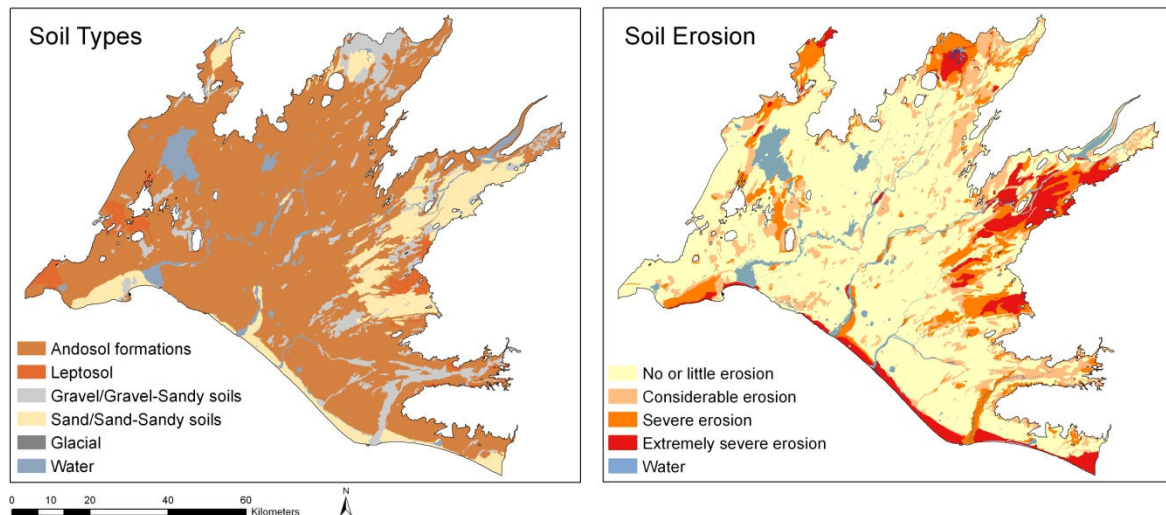 Soil Types
Andosol formations
Leptosol
Gravel/Gravel-Sandy soils
Sand/Sand-Sandy soils
Glacial
Water
Soil Erosion
No or little erosion
Considerable erosion
Severe erosion
Extremely severe erosion
Water
0 10 20 40 60
Kilometers
N